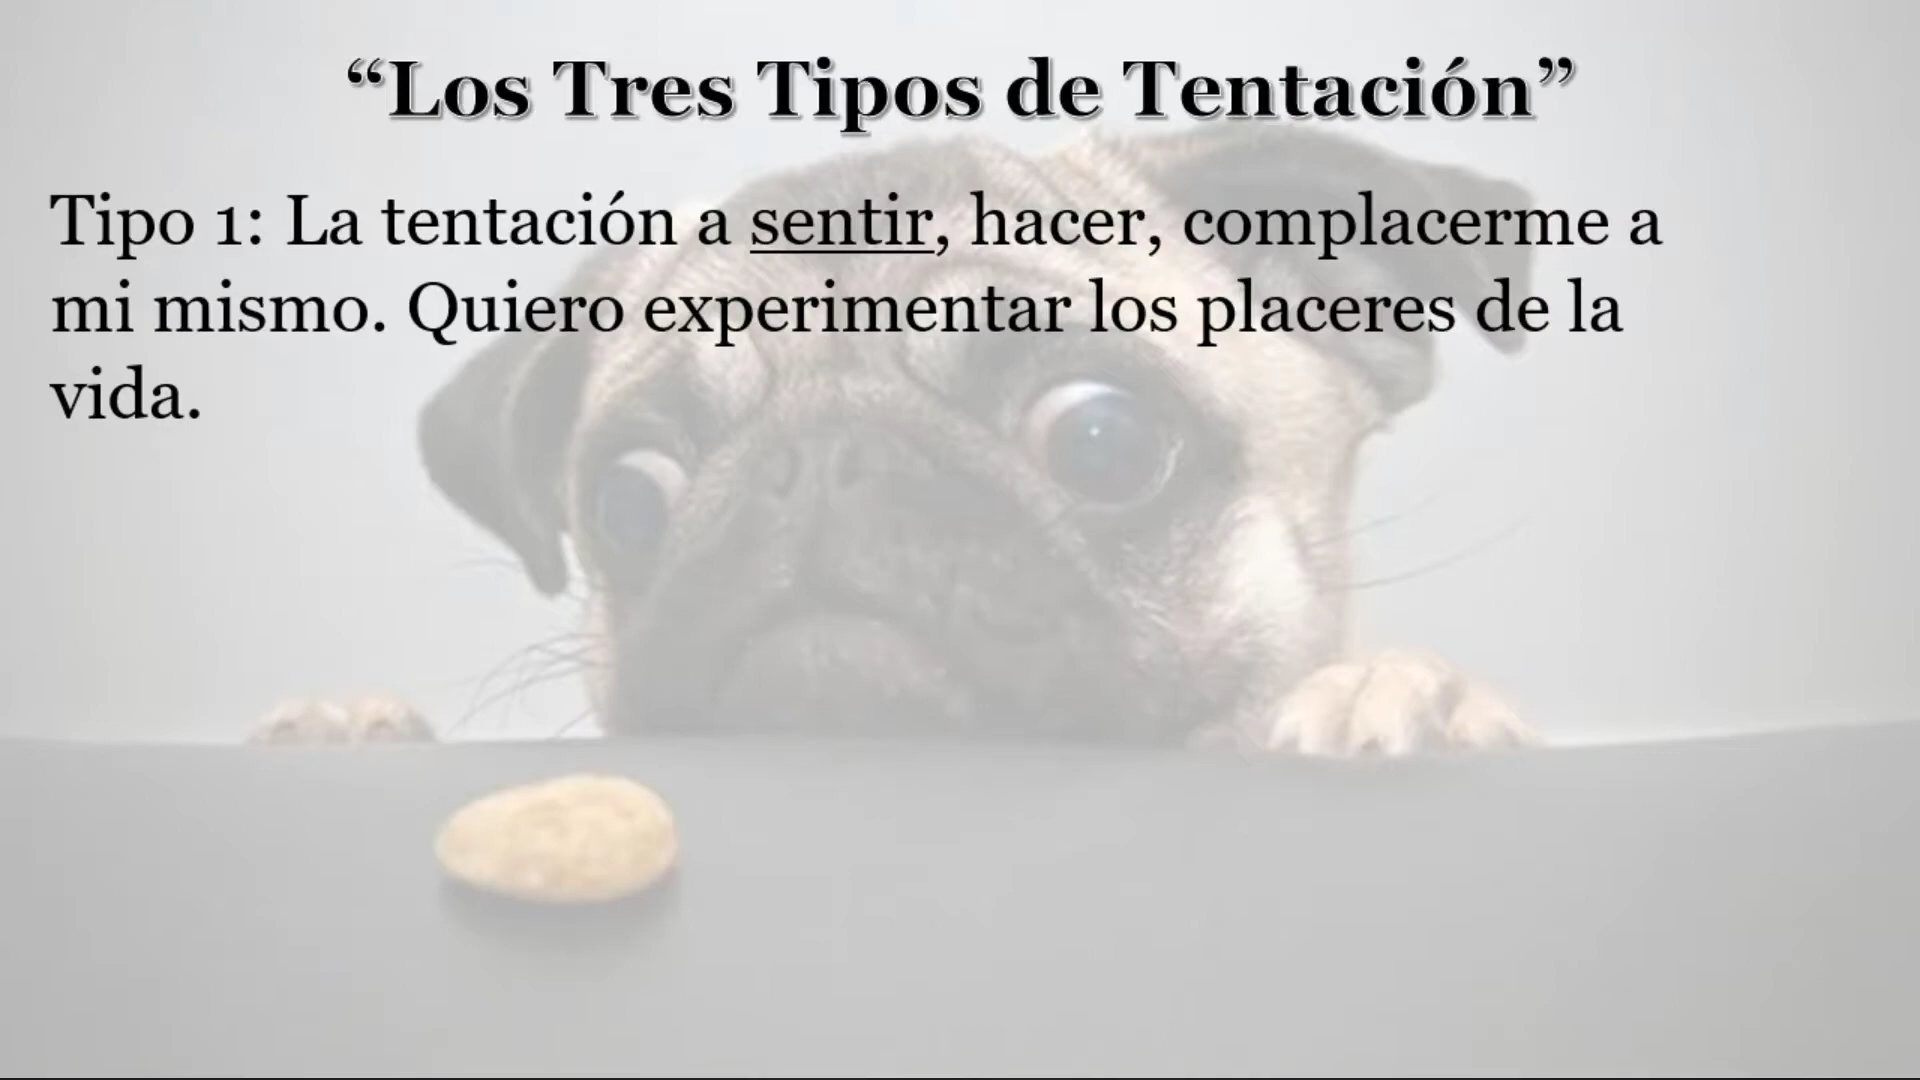 “Los Tres Tipos de Tentación”
Tipo 1: La tentación a sentir, hacer, complacerme a
mi mismo. Quiero experimentar los placeres de la
vida.